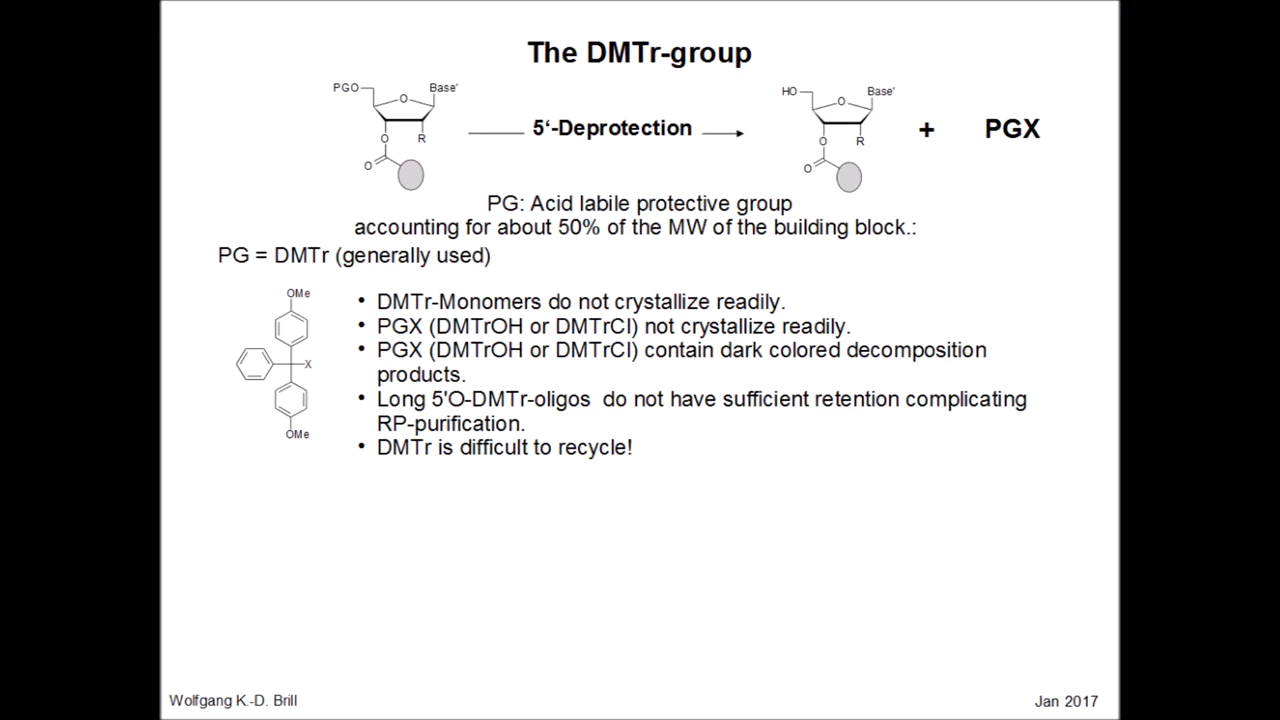 The DMTr-group
PGO
Base'
O
O
R
O
5‘-Deprotection
HO
Base'
O
O
R
O
+
PGX
PG: Acid labile protective group
accounting for about 50% of the MW of the building block.:
PG = DMTr (generally used)
OMe
X
OMe
• DMTr-Monomers do not crystallize readily.
• PGX (DMTrOH or DMTrCl) not crystallize readily.
• PGX (DMTrOH or DMTrCl) contain dark colored decomposition
products.
• Long 5'O-DMTr-oligos  do not have sufficient retention complicating
RP-purification.
• DMTr is difficult to recycle!
Wolfgang K.-D. Brill
Jan 2017